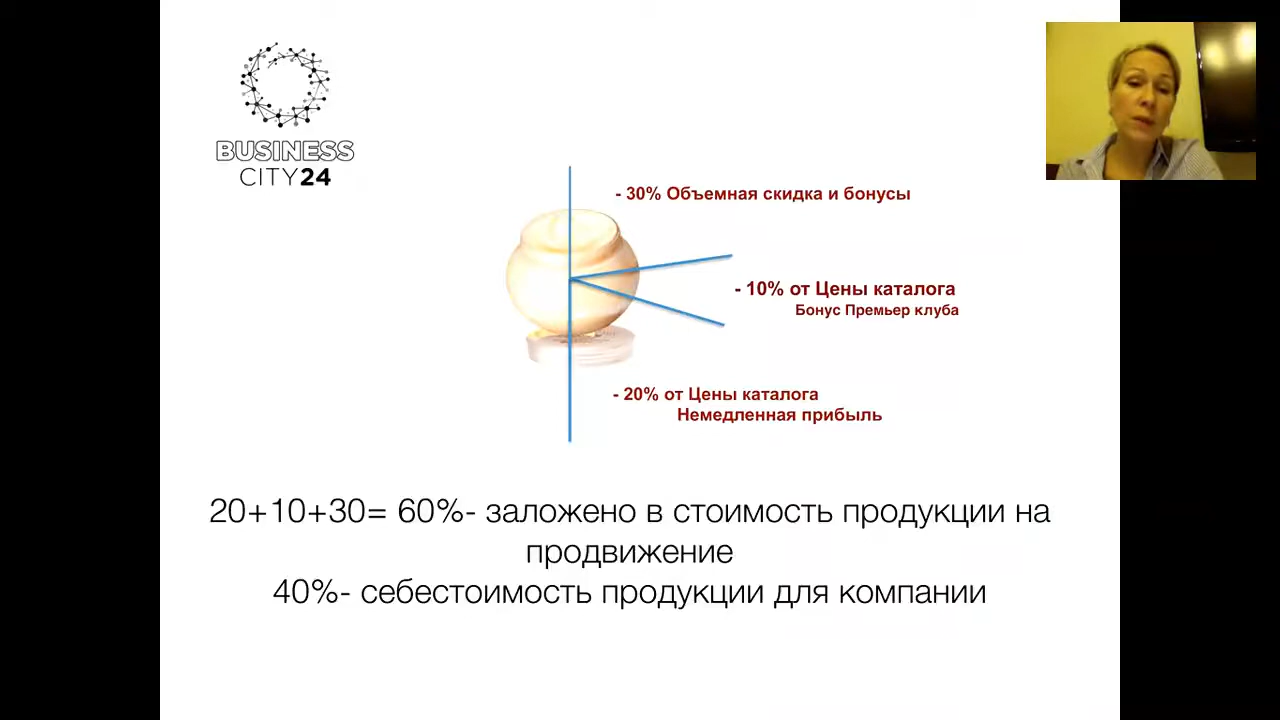 BUSINESS
CITY24
- 30% Объемная скидка и бонусы
- 10% от Цены каталога
Бонус Премьер клуба
- 20% от Цены каталога
Немедленная прибыль
20+10+30= 60%- заложено в стоимость продукции на
продвижение
40%- себестоимость продукции для компании